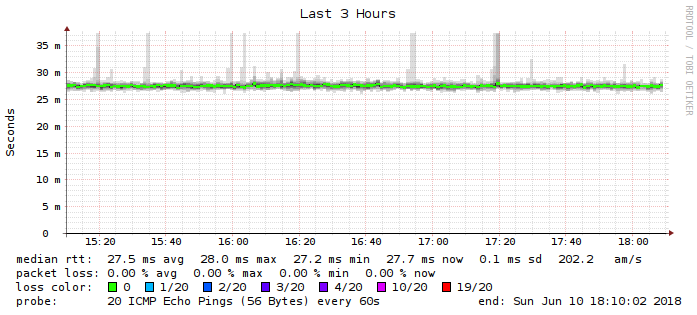 Last 3 Hours
RRDTOOL / TOBI OETIKER
Seconds
35 m
30 m
25 m
20 m
15 m
10 m
5 m
0
15:20 15:40 16:00 16:20 16:40 17:00 17:20 17:40 18:00
median rtt: 27.5 ms avg 28.0 ms max 27.2 ms min 27.7 ms now 0.1 ms sd 202.2 am/s
packet loss: 0.00 % avg 0.00 % max 0.00 % min 0.00 % now
loss color: 0 1/20 2/20 3/20 4/20 10/20 19/20
probe: 20 ICMP Echo Pings (56 Bytes) every 60s end: Sun Jun 10 18:10:02 2018